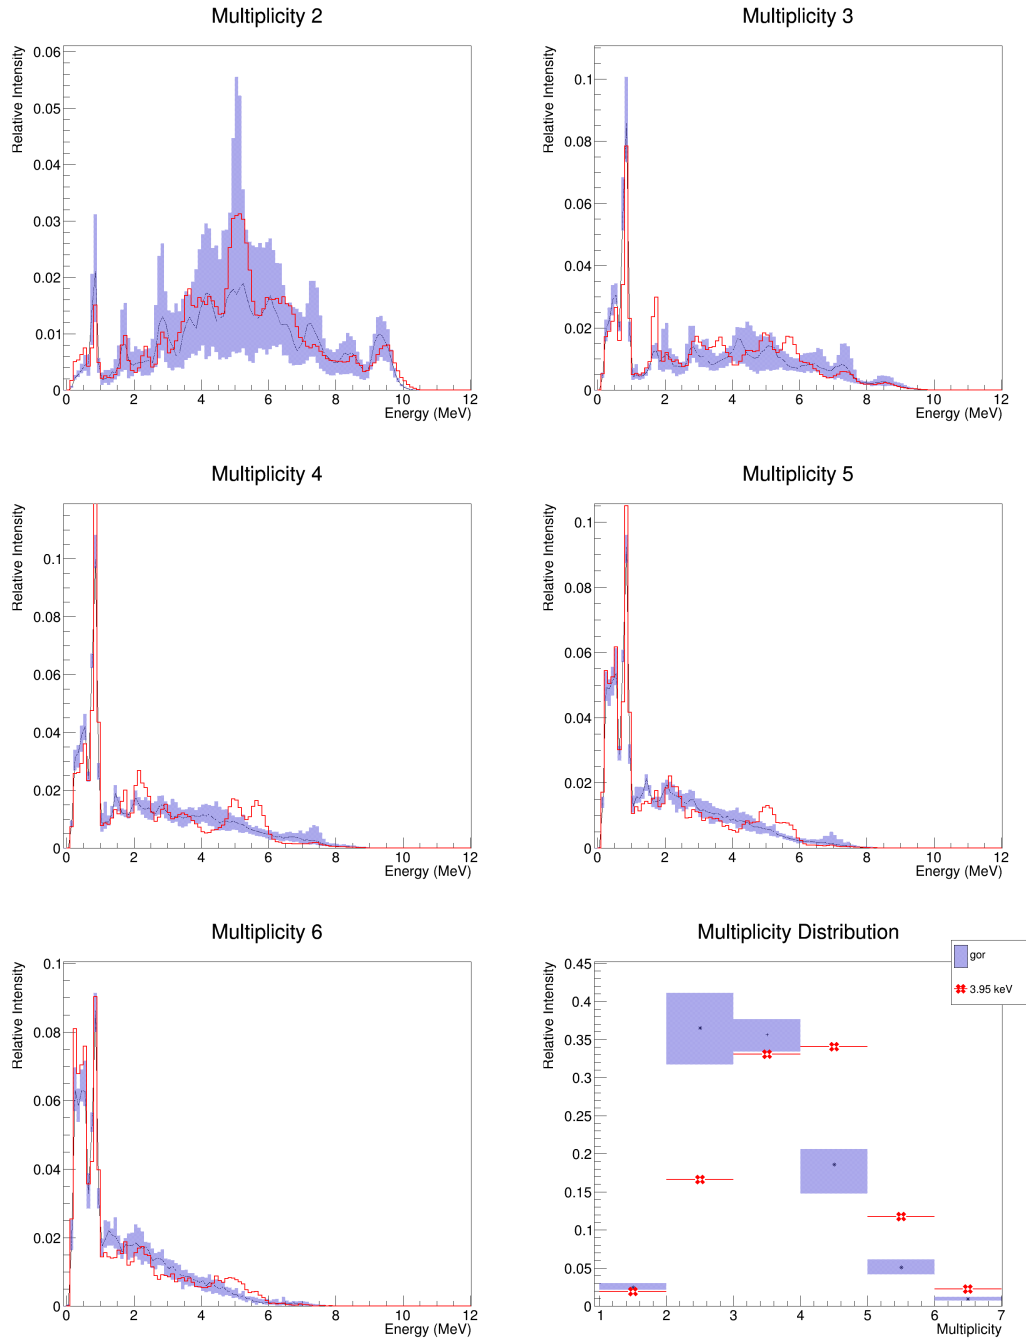 Multiplicity 2
Relative Intensity
0.06
0.05
0.04
0.03
0.02
0.01
0
0 2 4 6 8 10 12
Energy (MeV)
Multiplicity 3
Relative Intensity
0.1
0.08
0.06
0.04
0.02
0
0 2 4 6 8 10 12
Energy (MeV)
Multiplicity 4
Relative Intensity
0.1
0.08
0.06
0.04
0.02
0
0 2 4 6 8 10 12
Energy (MeV)
Multiplicity 5
Relative Intensity
0.1
0.08
0.06
0.04
0.02
0
0 2 4 6 8 10 12
Energy (MeV)
Multiplicity 6
Relative Intensity
0.1
0.08
0.06
0.04
0.02
0
0 2 4 6 8 10 12
Energy (MeV)
Multiplicity Distribution
gor
3.95 keV
Relative Intensity
0.45
0.4
0.35
0.3
0.25
0.2
0.15
0.1
0.05
0
1 2 3 4 5 6 7
Multiplicity